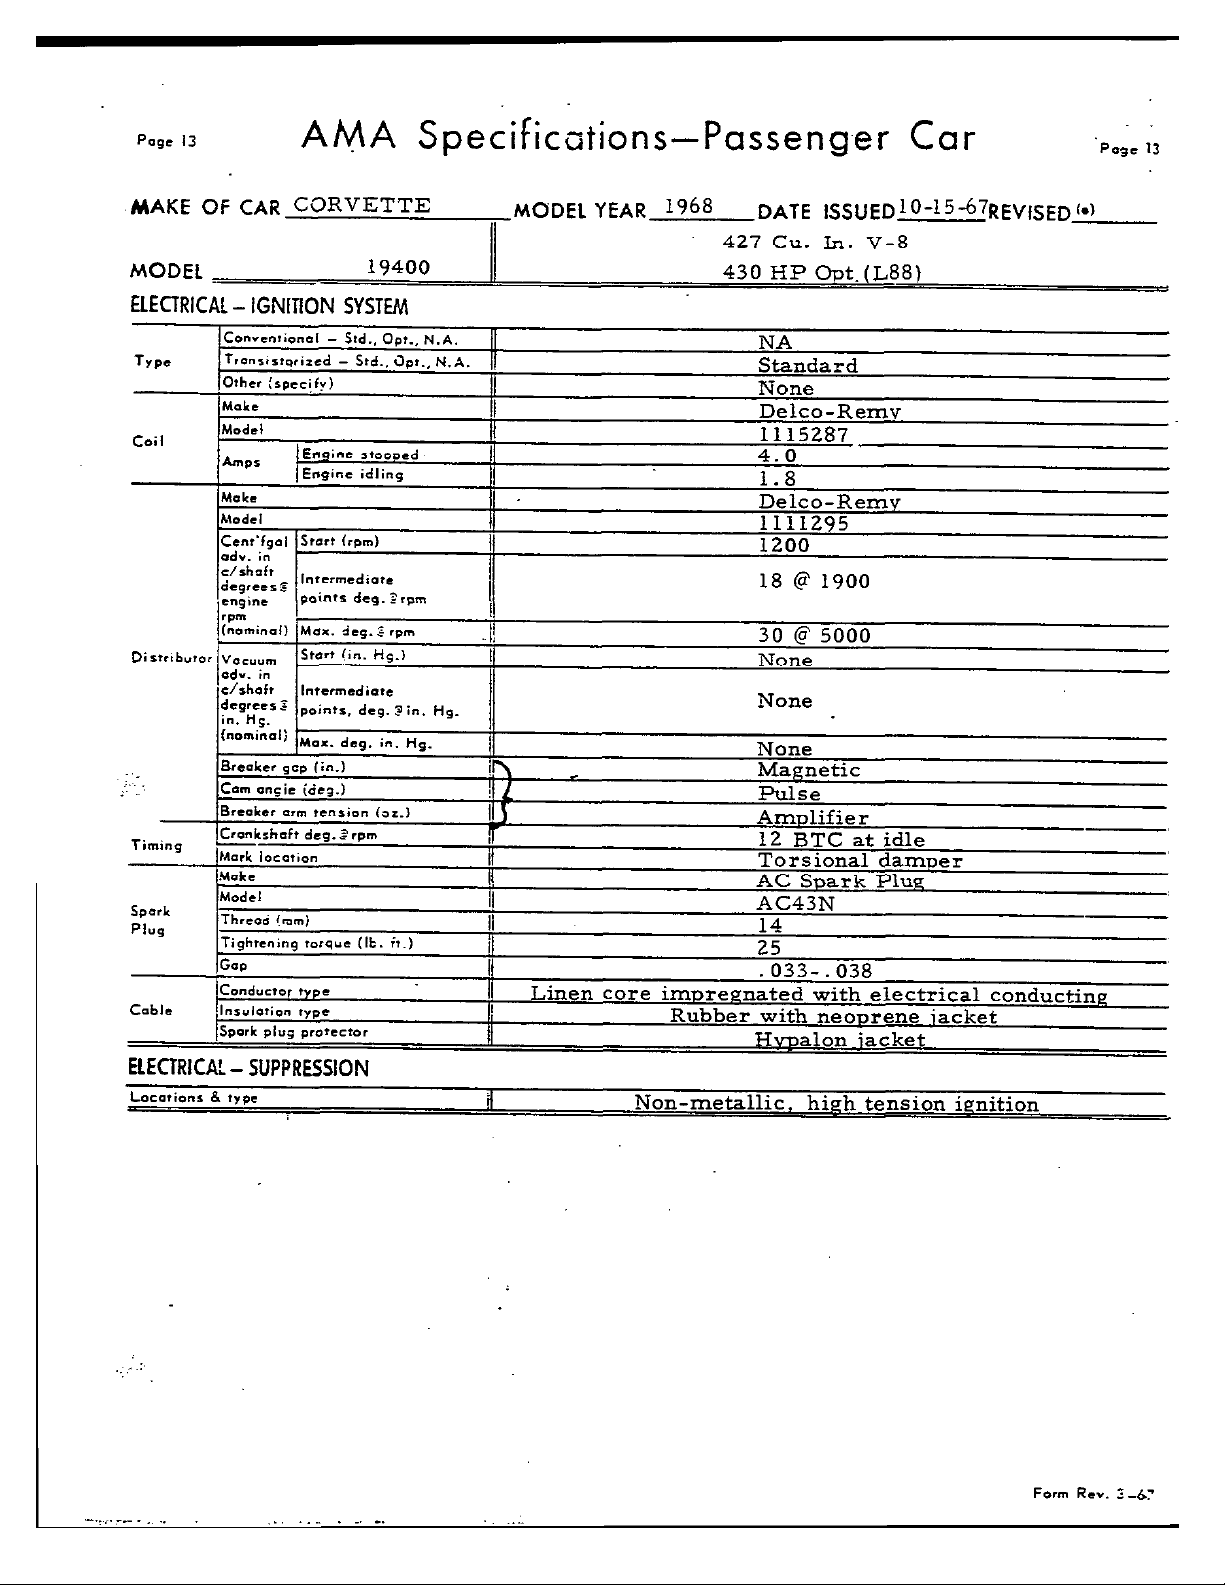 Page 13 AMA Specifications—Passenger Car Page 13
MAKE OF CAR CORVETTE MODEL YEAR 1968 DATE ISSUED 10-15-67 REVISED (•)
427 Cu. In. V-8
MODEL 19400 430 HP Opt. (L88)
ELECTRICAL – IGNITION SYSTEM
Type
Conventional – Std., Opt., N.A. NA
Transistorized – Std., Opt., N.A. Standard
Other (specify) None
Coil
Make Delco-Remy
Model 1115287
Amps
Engine stopped 4.0
Engine idling 1.8
Distributor
Make Delco-Remy
Model 1111295
Cent'fgal
adv. in
c/shaft
degrees @
engine
rpm
(nominal)
Start (rpm) 1200
Intermediate
points deg. @ rpm 18 @ 1900
Max. deg. @ rpm 30 @ 5000
Vacuum
adv. in
c/shaft
degrees @
in. Hg.
(nominal)
Start (in. Hg.) None
Intermediate
points, deg. @ in. Hg. None
Max. deg. in. Hg. None
Breaker gap (in.) Magnetic
Cam angle (deg.) Pulse
Breaker arm tension (oz.) Amplifier
Timing
Crankshaft deg. @ rpm 12 BTC at idle
Mark location Torsional damper
Spark
Plug
Make AC Spark Plug
Model AC43N
Thread (mm) 14
Tightening torque (lb. ft.) 25
Gap .033-.038
Cable
Conductor type Linen core impregnated with electrical conducting
Insulation type Rubber with neoprene jacket
Spark plug protector Hypalon jacket
ELECTRICAL – SUPPRESSION
Locations & type Non-metallic, high tension ignition
Form Rev. 3-67